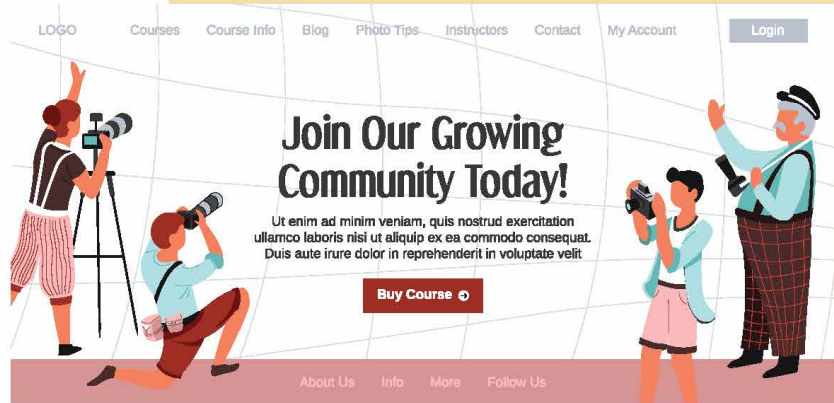 LOGO Courses Course Info Blog Photo Tips Instructors Contact My Account Login
Join Our Growing
Community Today!
Ut enim ad minim veniam, quis nostrud exercitation
ullamco laboris nisi ut aliquip ex ea commodo consequat.
Duis aute irure dolor in reprehenderit in voluptate velit
Buy Course
About Us Info More Follow Us